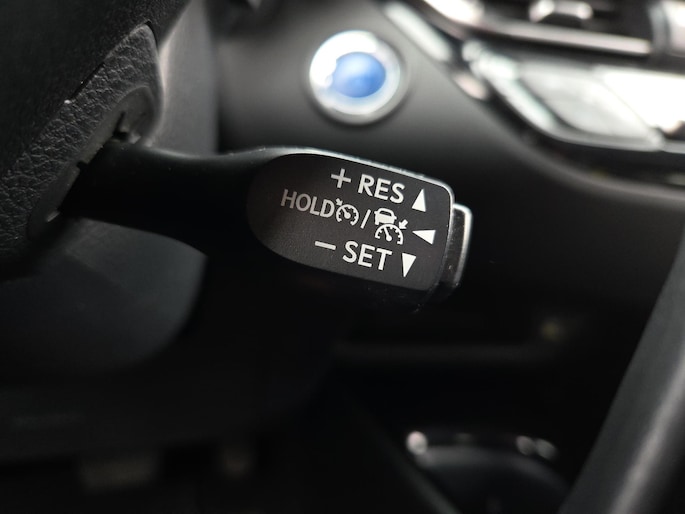 + RES
HOLD /
− SET